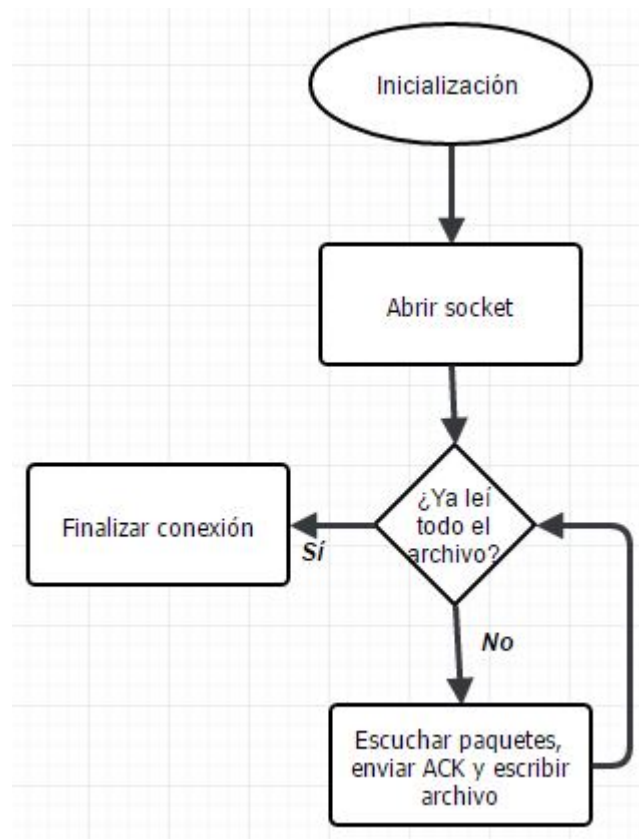 Inicialización
Abrir socket
¿Ya leí
todo el
archivo?
Finalizar conexión
Sí
No
Escuchar paquetes,
enviar ACK y escribir
archivo